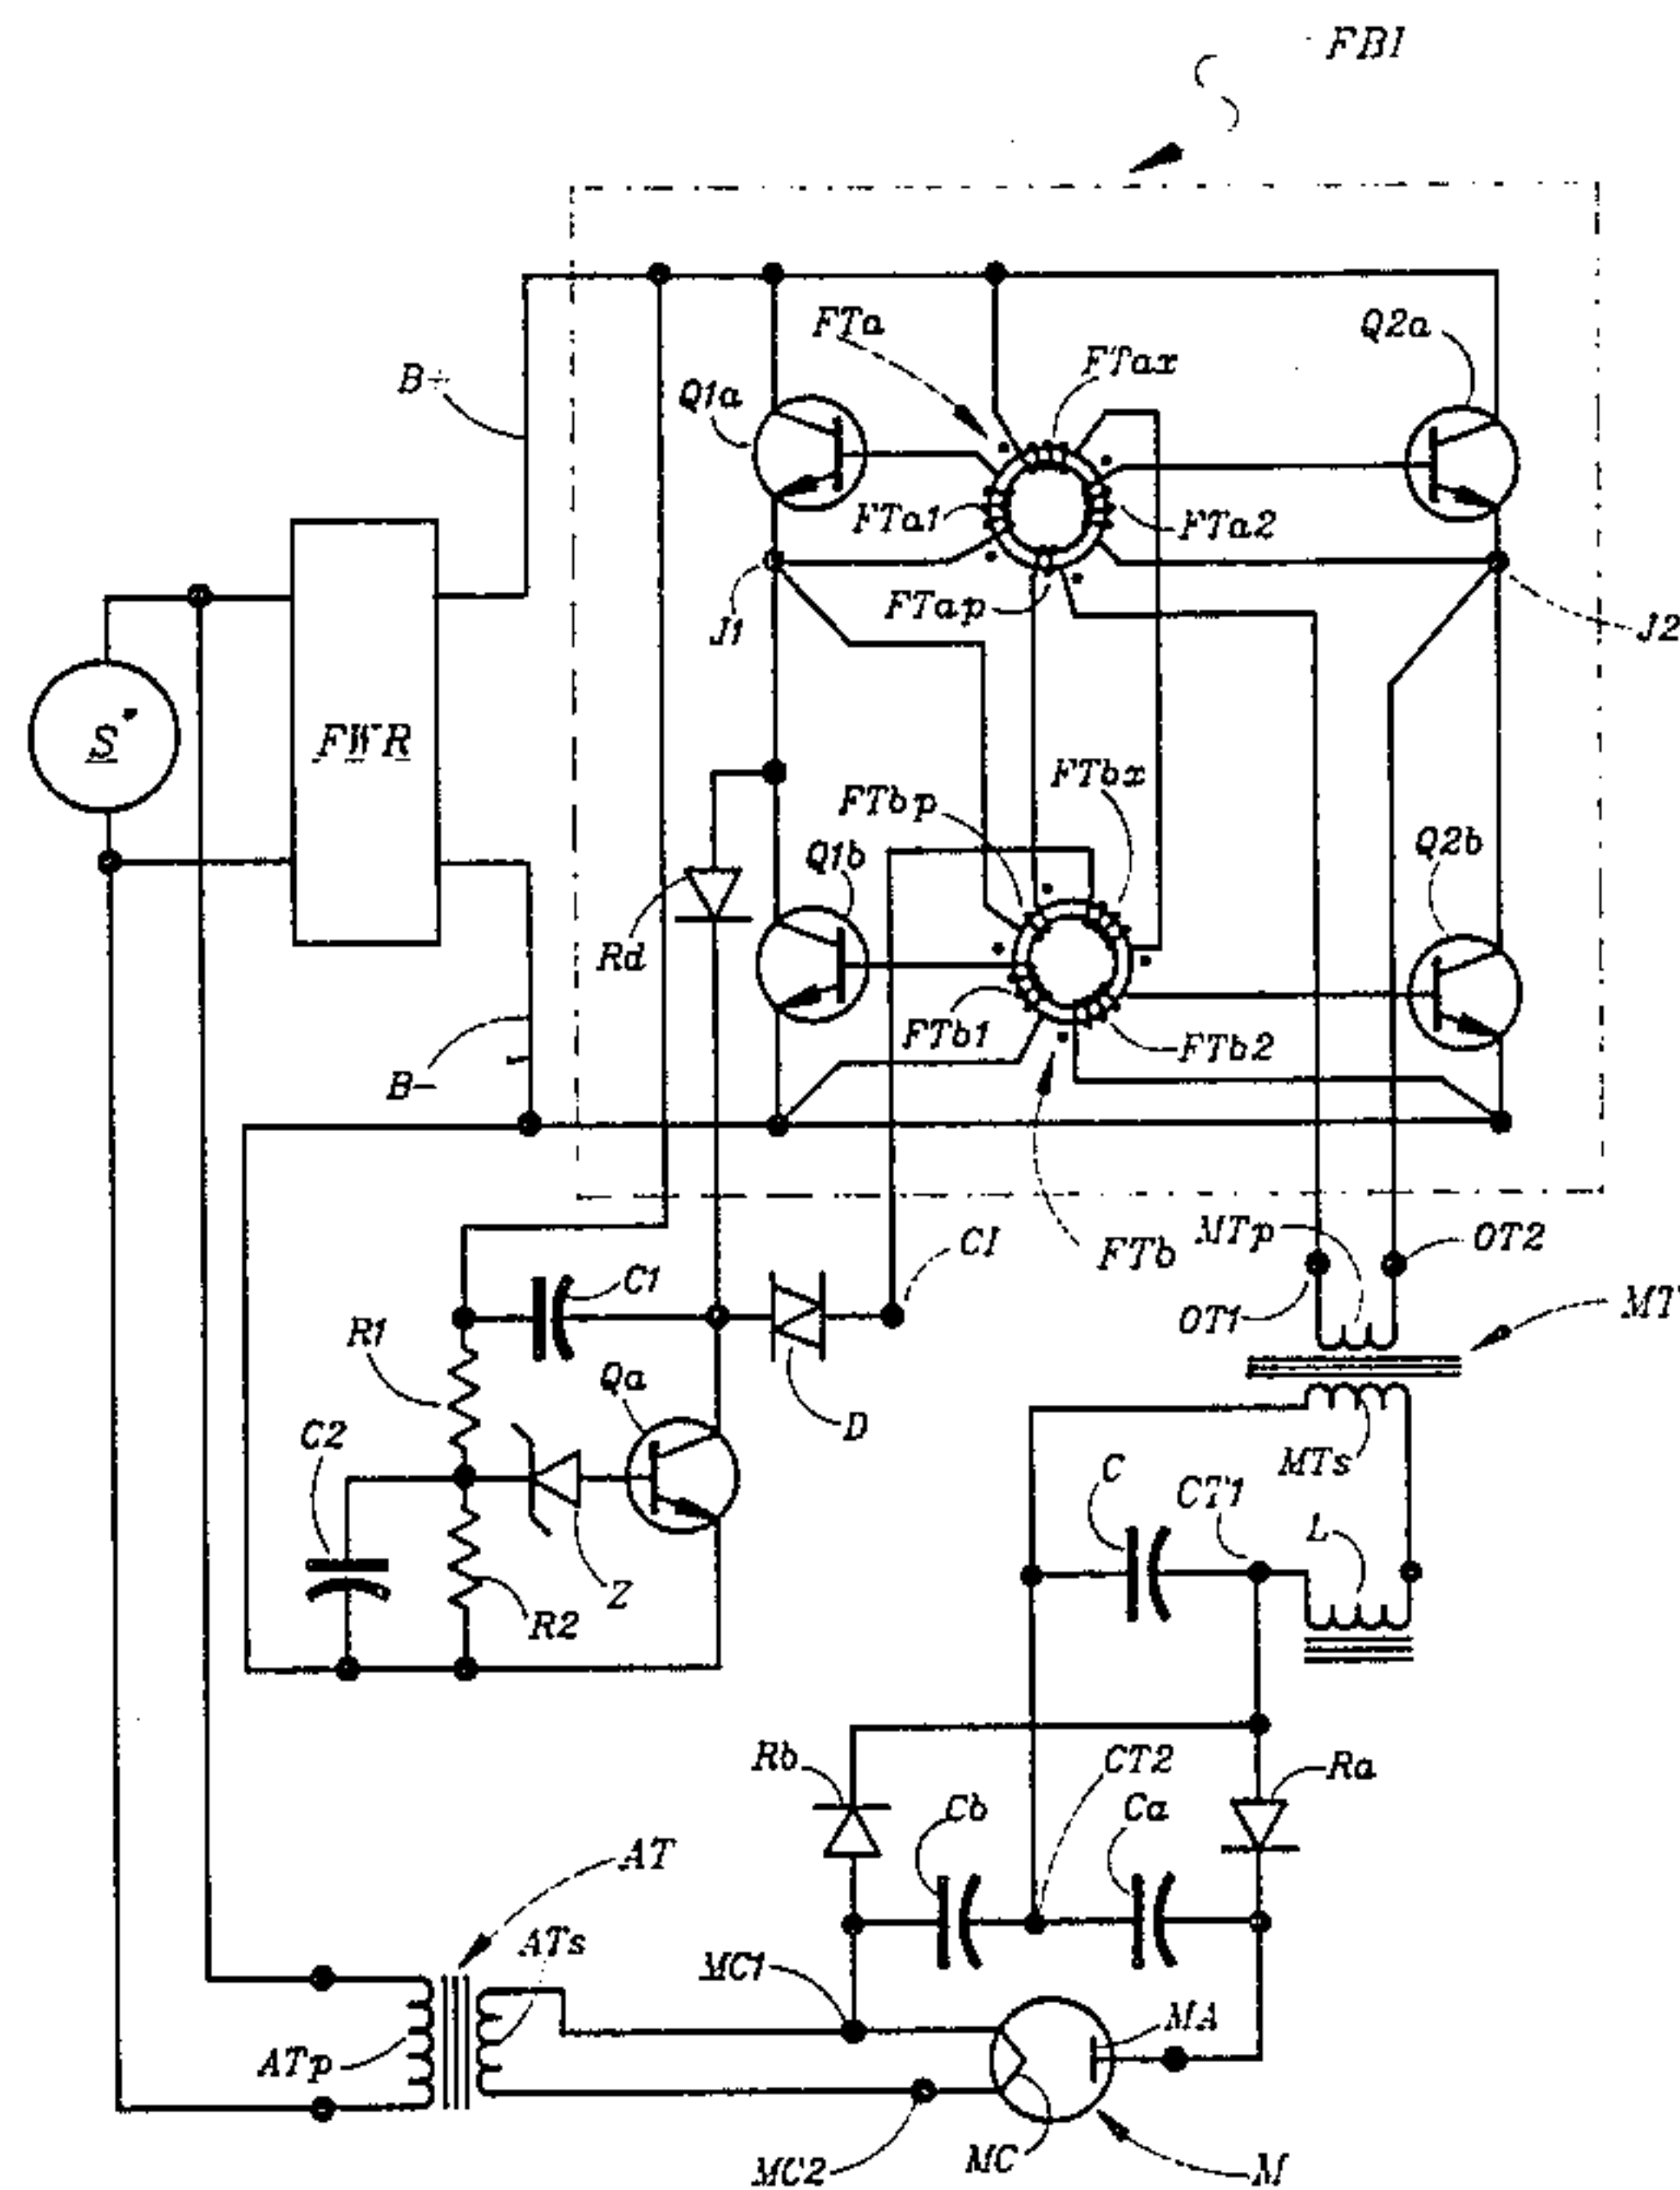 FBI
FTa
Q2a
FTax
B+
Q1a
FTa1
FTa2
FTap
J1
J2
S
FWR
FTbx
FTbp
Q1b
Q2b
Rd
FTb1
FTb2
B-
MTp
CI
FTb
OT2
C1
OT1
MT
R1
Qa
D
C2
MTs
C
CT1
L
Z
R2
Rb
CT2
Ra
Cb
Ca
AT
ATs
MC1
MA
ATp
MC2
MC
M